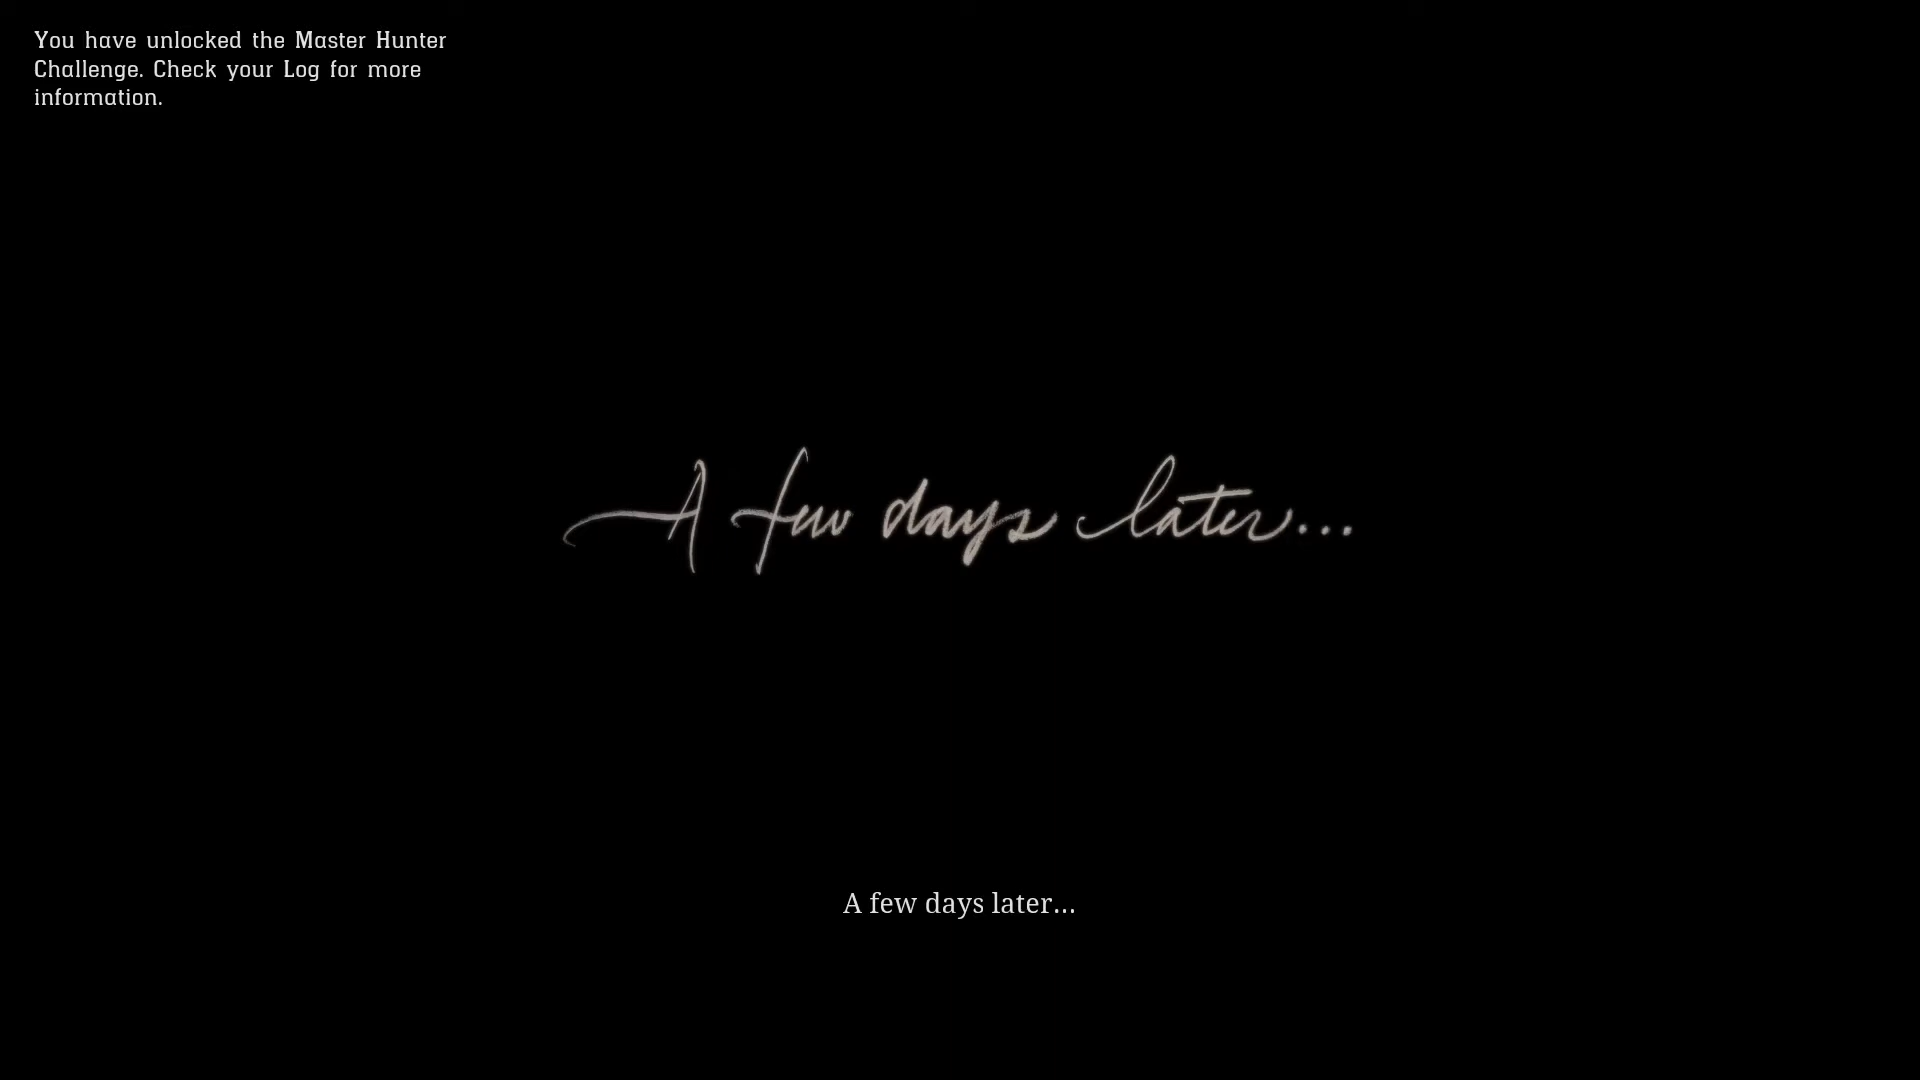 You have unlocked the Master Hunter
Challenge. Check your Log for more
information.
A few days later...
A few days later...